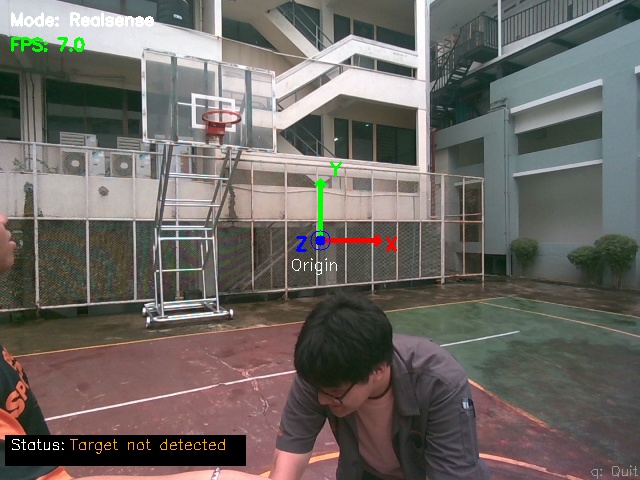 Mode: Realsense
FPS: 7.0
Y
Z X
Origin
Status: Target not detected
q: Quit